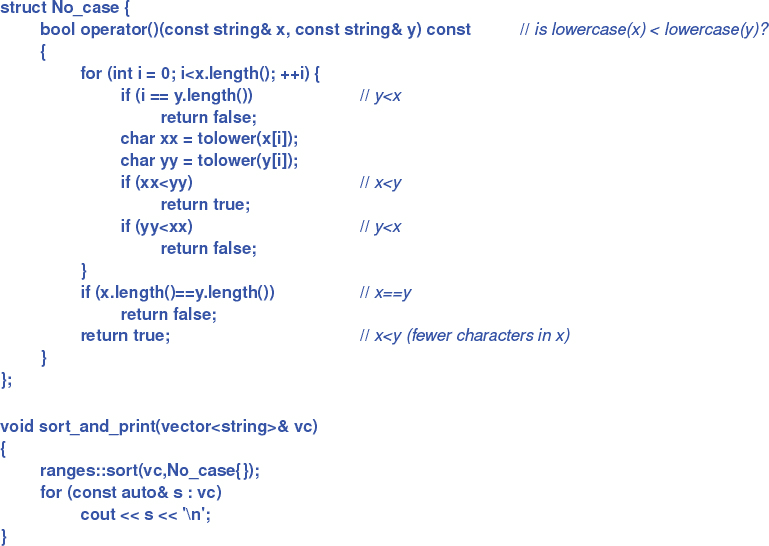 struct No_case {
bool operator()(const string& x, const string& y) const // is lowercase(x) < lowercase(y)?
{
for (int i = 0; i<x.length(); ++i) {
if (i == y.length()) // y<x
return false;
char xx = tolower(x[i]);
char yy = tolower(y[i]);
if (xx<yy) // x<y
return true;
if (yy<xx) // y<x
return false;
}
if (x.length()==y.length()) // x==y
return false;
return true; // x<y (fewer characters in x)
}
};
void sort_and_print(vector<string>& vc)
{
ranges::sort(vc,No_case{});
for (const auto& s : vc)
cout << s << '\n';
}